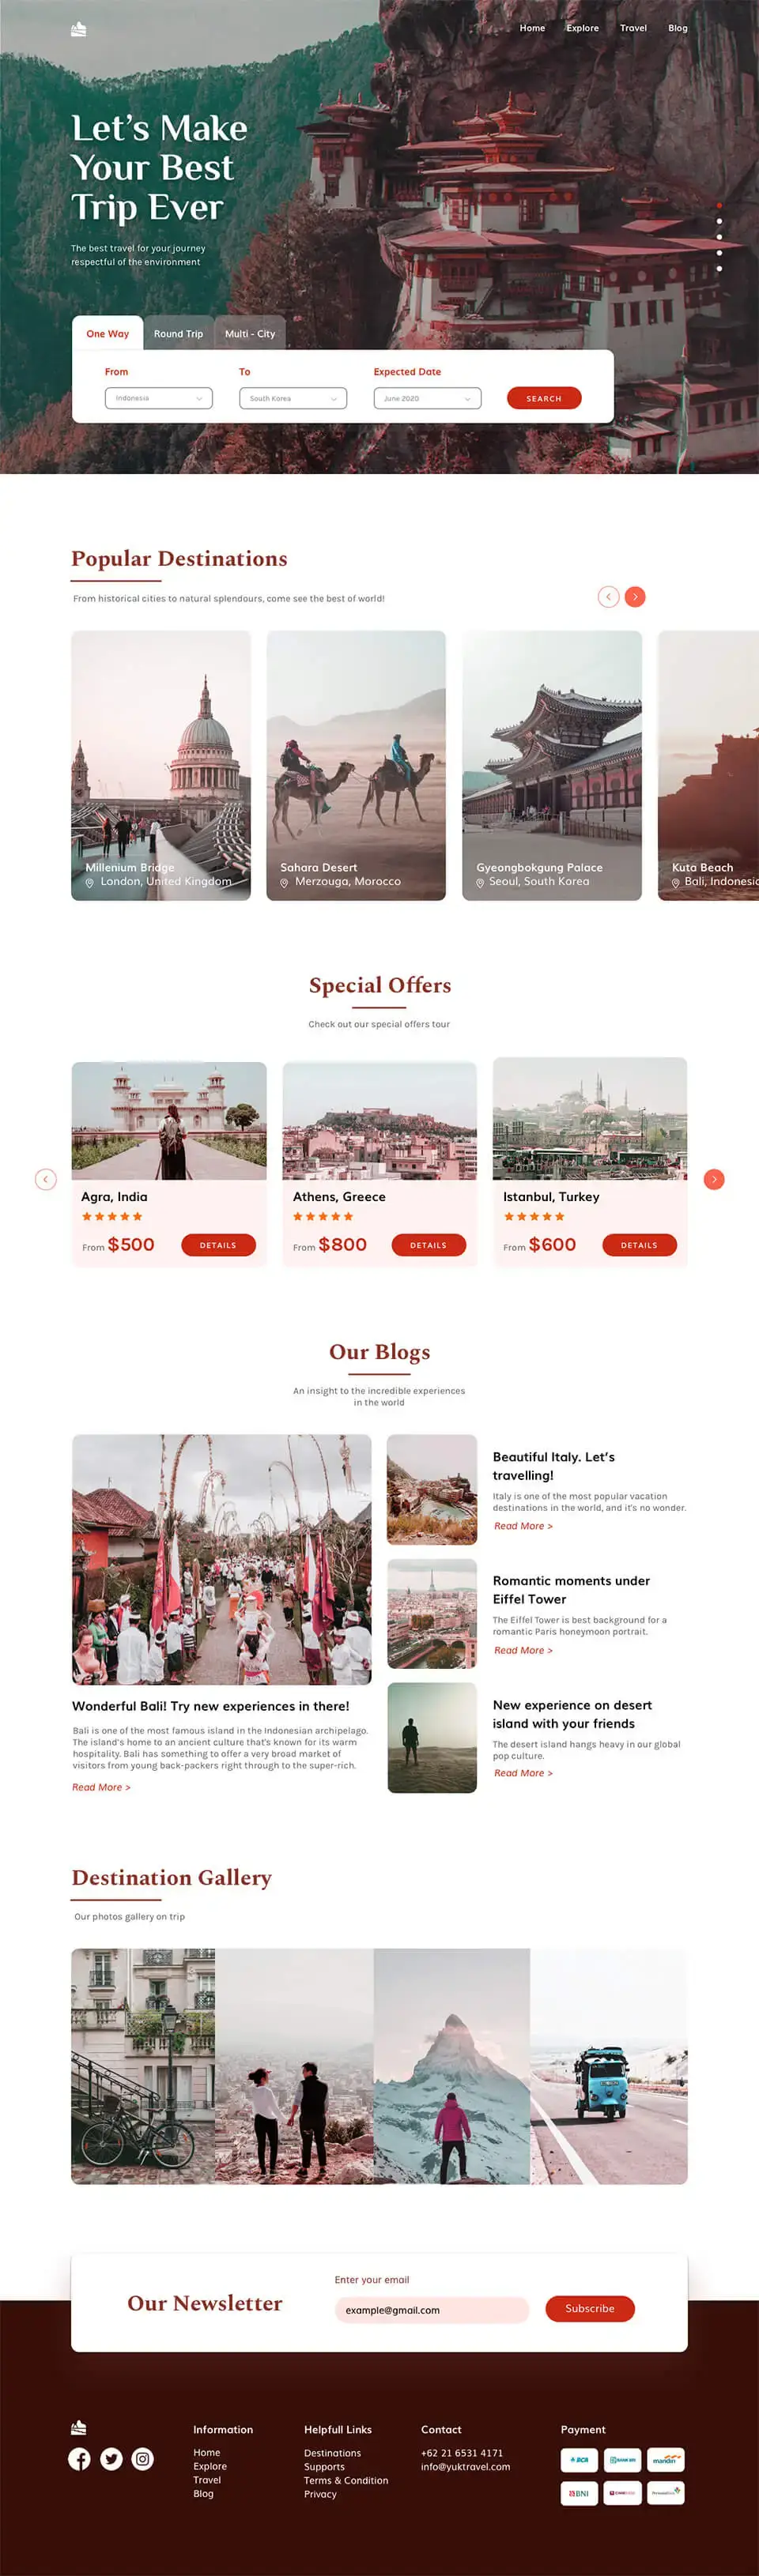 Home Explore Travel Blog
Let's Make
Your Best
Trip Ever
The best travel for your journey
respectful of the environment
One Way Round Trip Multi - City
From To Expected Date
Indonesia South Korea June 2020 SEARCH
Popular Destinations
From historical cities to natural splendours, come see the best of world!
Millenium Bridge
London, United Kingdom
Sahara Desert
Merzouga, Morocco
Gyeongbokgung Palace
Seoul, South Korea
Kuta Beach
Bali, Indonesia
Special Offers
Check out our special offers tour
Agra, India
From $500 DETAILS
Athens, Greece
From $800 DETAILS
Istanbul, Turkey
From $600 DETAILS
Our Blogs
An insight to the incredible experiences
in the world
Wonderful Bali! Try new experiences in there!
Bali is one of the most famous island in the Indonesian archipelago.
The island's home to an ancient culture that's known for its warm
hospitality. Bali has something to offer a very broad market of
visitors from young back-packers right through to the super-rich.
Read More >
Beautiful Italy. Let's
travelling!
Italy is one of the most popular vacation
destinations in the world, and it's no wonder.
Read More >
Romantic moments under
Eiffel Tower
The Eiffel Tower is best background for a
romantic Paris honeymoon portrait.
Read More >
New experience on desert
island with your friends
The desert island hangs heavy in our global
pop culture.
Read More >
Destination Gallery
Our photos gallery on trip
Our Newsletter
Enter your email
example@gmail.com
Subscribe
Information
Home
Explore
Travel
Blog
Helpfull Links
Destinations
Supports
Terms & Condition
Privacy
Contact
+62 21 6531 4171
info@yuktravel.com
Payment
BCA BANK BRI mandiri
BNI